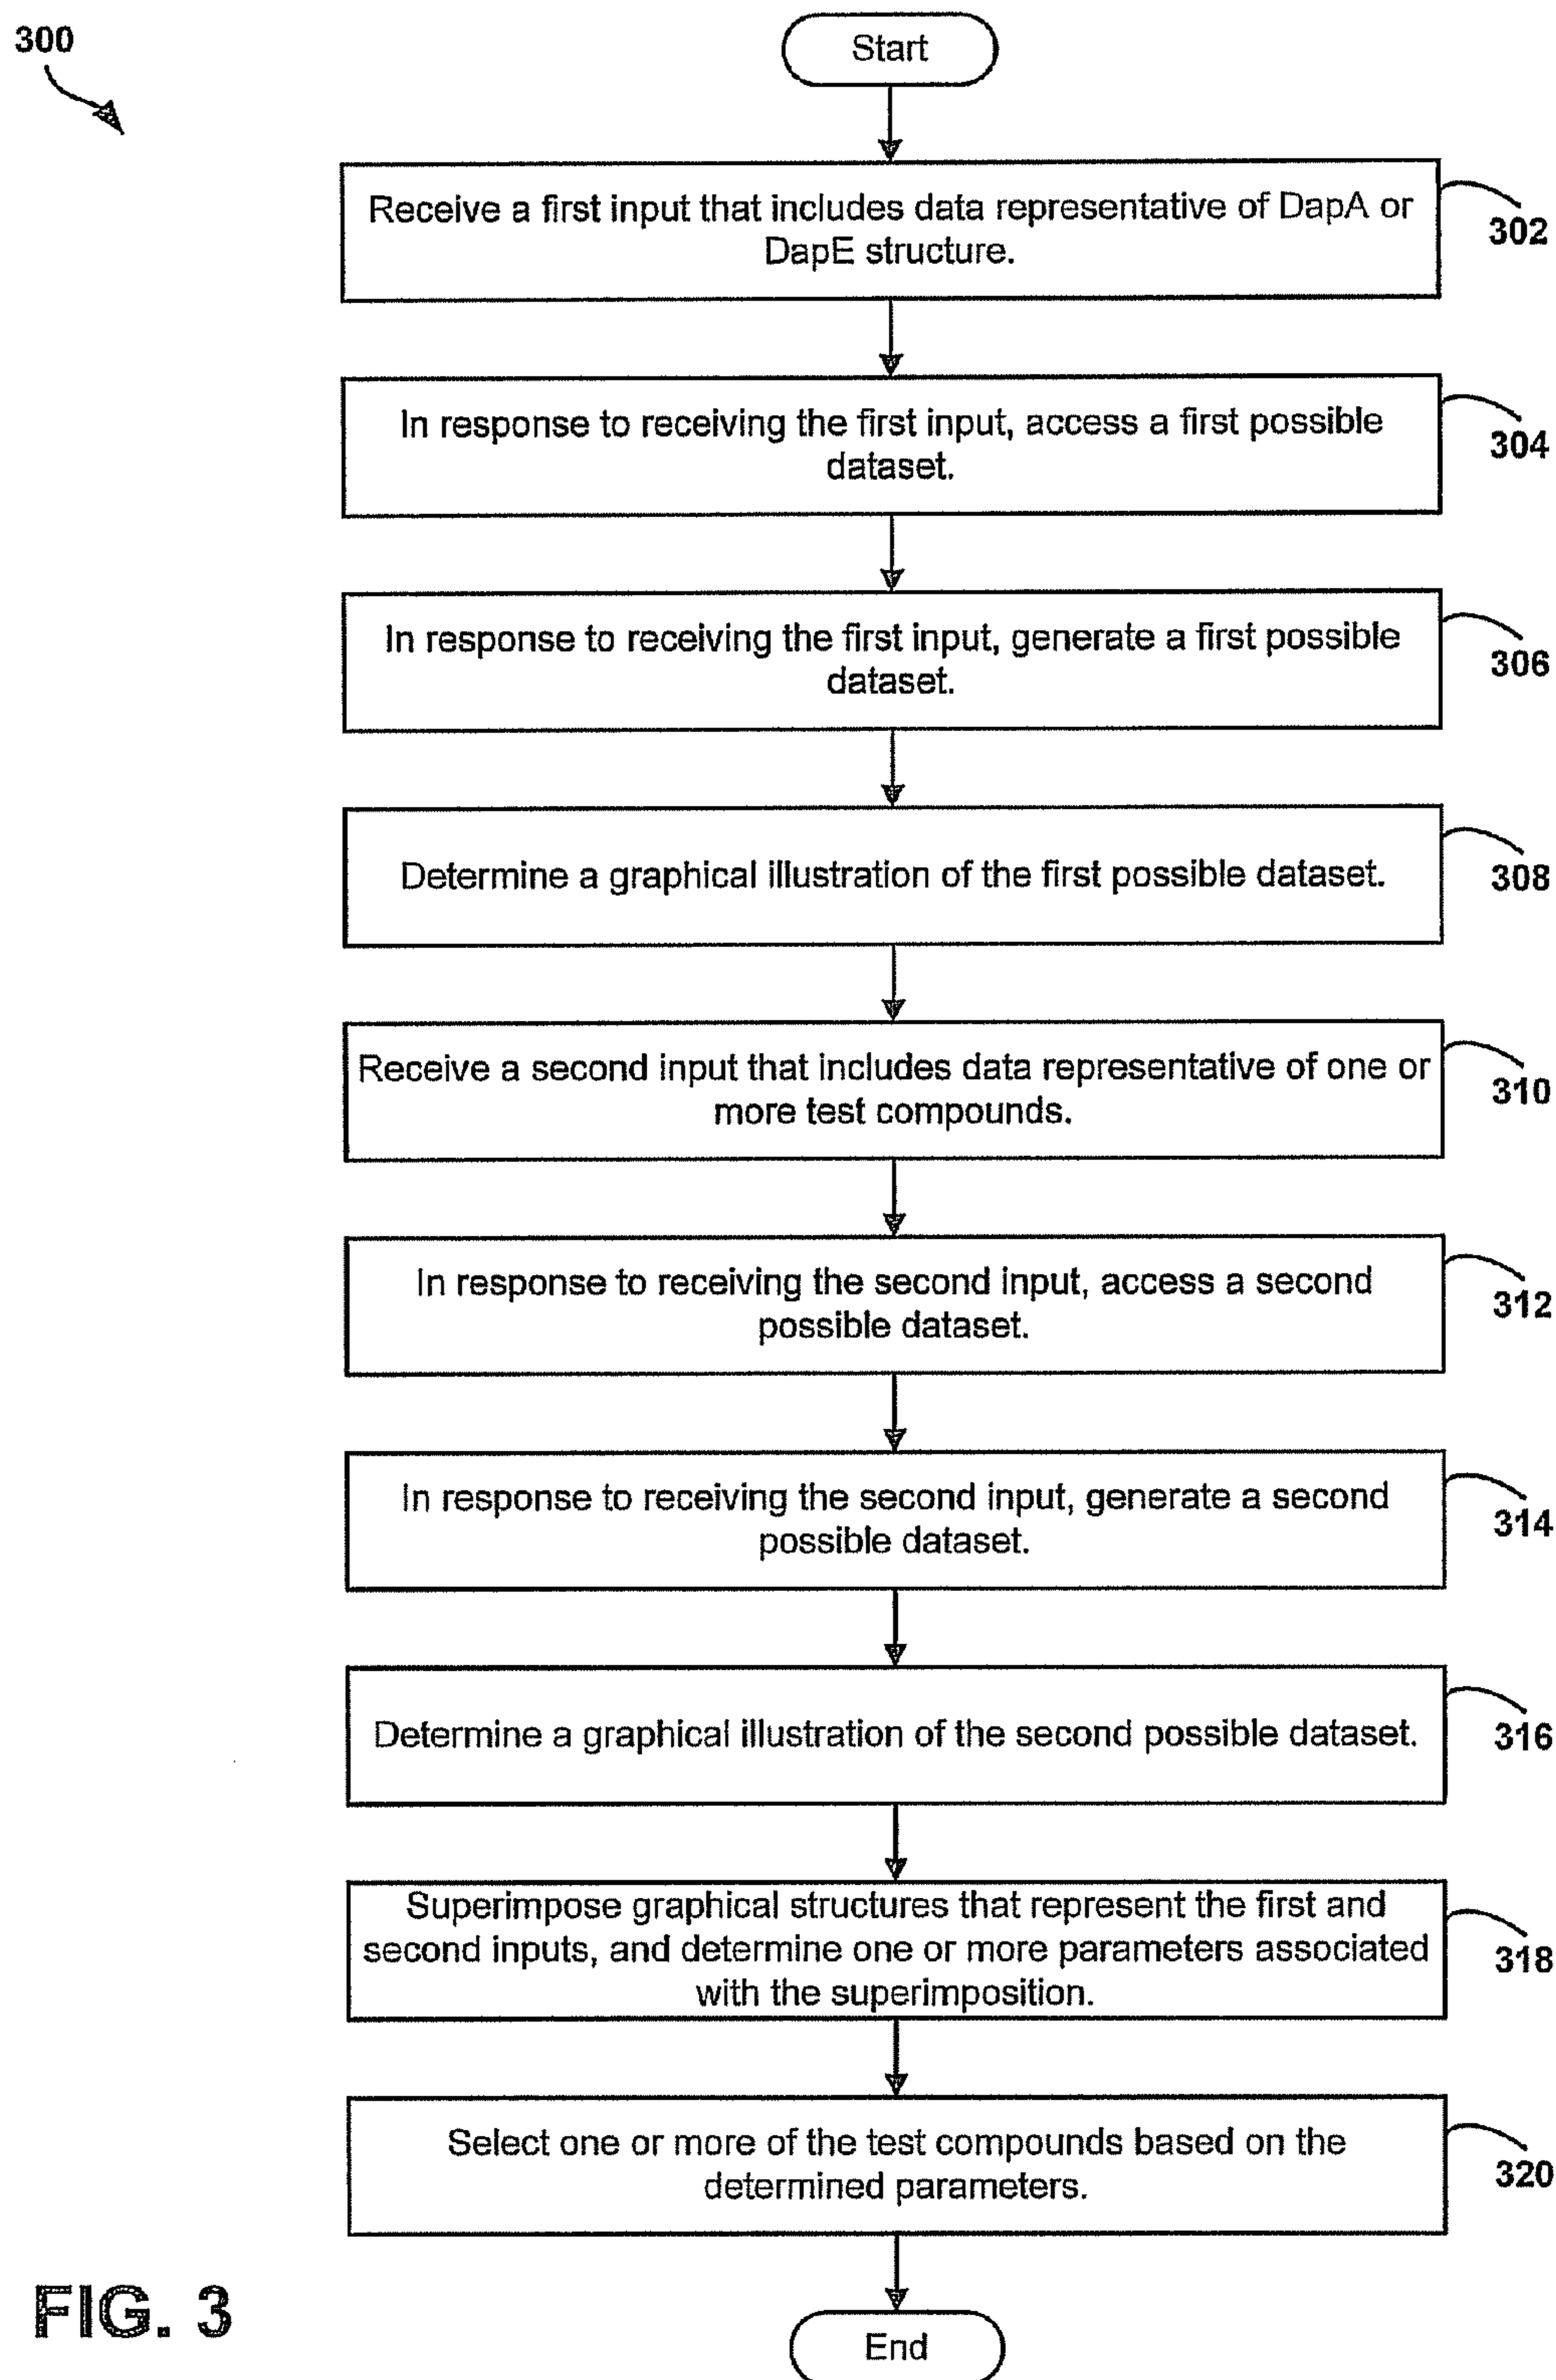 300
Start
Receive a first input that includes data representative of DapA or
DapE structure.
302
In response to receiving the first input, access a first possible
dataset.
304
In response to receiving the first input, generate a first possible
dataset.
306
Determine a graphical illustration of the first possible dataset.
308
Receive a second input that includes data representative of one or
more test compounds.
310
In response to receiving the second input, access a second
possible dataset.
312
In response to receiving the second input, generate a second
possible dataset.
314
Determine a graphical illustration of the second possible dataset.
316
Superimpose graphical structures that represent the first and
second inputs, and determine one or more parameters associated
with the superimposition.
318
Select one or more of the test compounds based on the
determined parameters.
320
End
FIG. 3